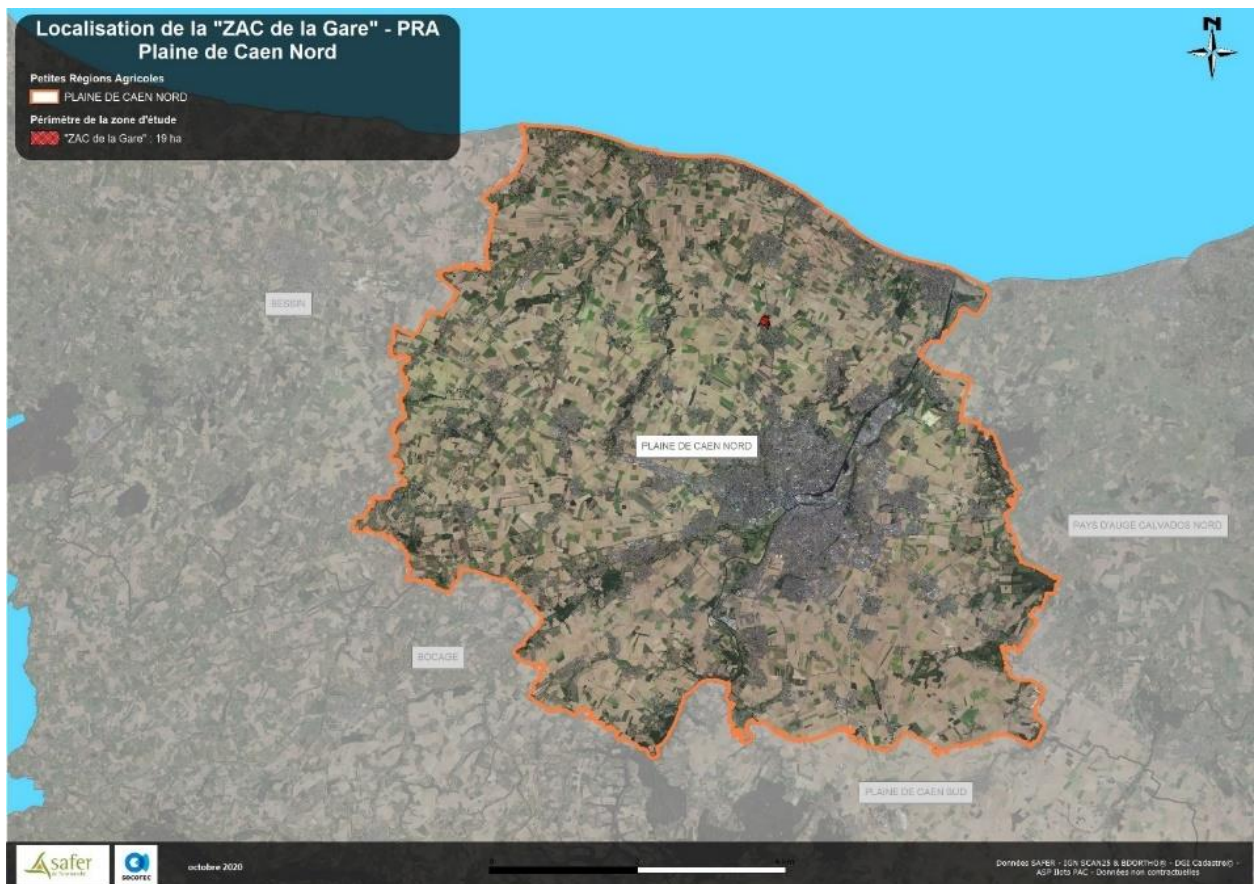 Localisation de la "ZAC de la Gare" - PRA
Plaine de Caen Nord
Petites Régions Agricoles
PLAINE DE CAEN NORD
Périmètre de la zone d'étude
"ZAC de la Gare" : 19 ha
N
BESSIN
PLAINE DE CAEN NORD
PAYS D'AUGE CALVADOS NORD
BOCAGE
PLAINE DE CAEN SUD
safer
SOCOTEC
octobre 2020
0
Données SAFER - IGN SCAN25 & BDORTHO® - DGI Cadastre© -
ASP Ilots PAC - Données non contractuelles